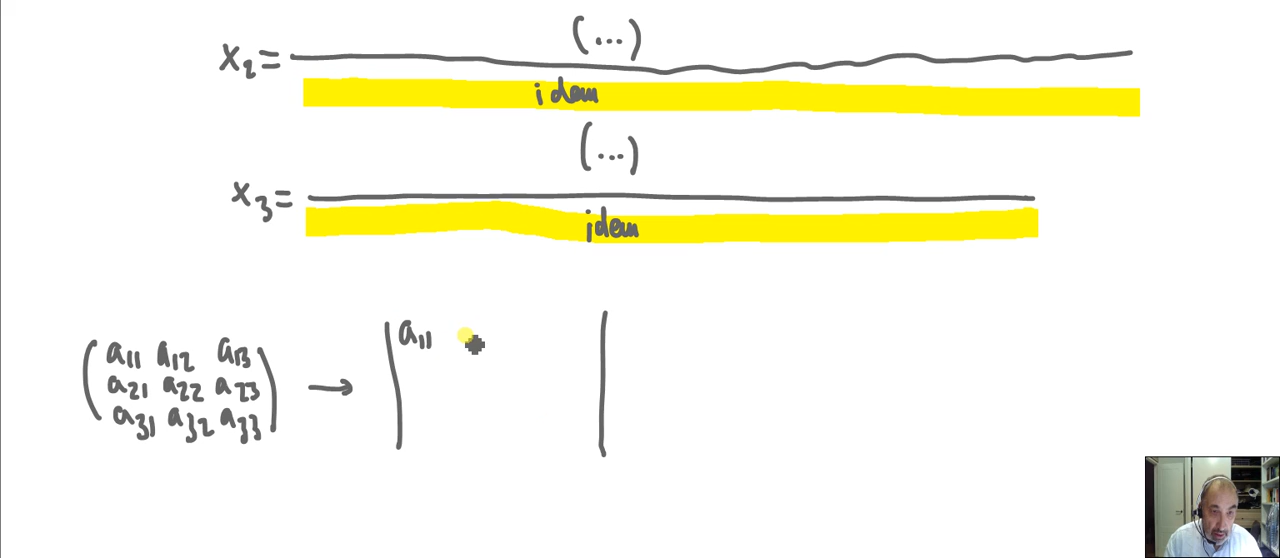 (...)
x₂=
idem
(...)
x₃=
idem
a₁₁ a₁₂ a₁₃
a₂₁ a₂₂ a₂₃ → | a₁₁ |
a₃₁ a₃₂ a₃₃